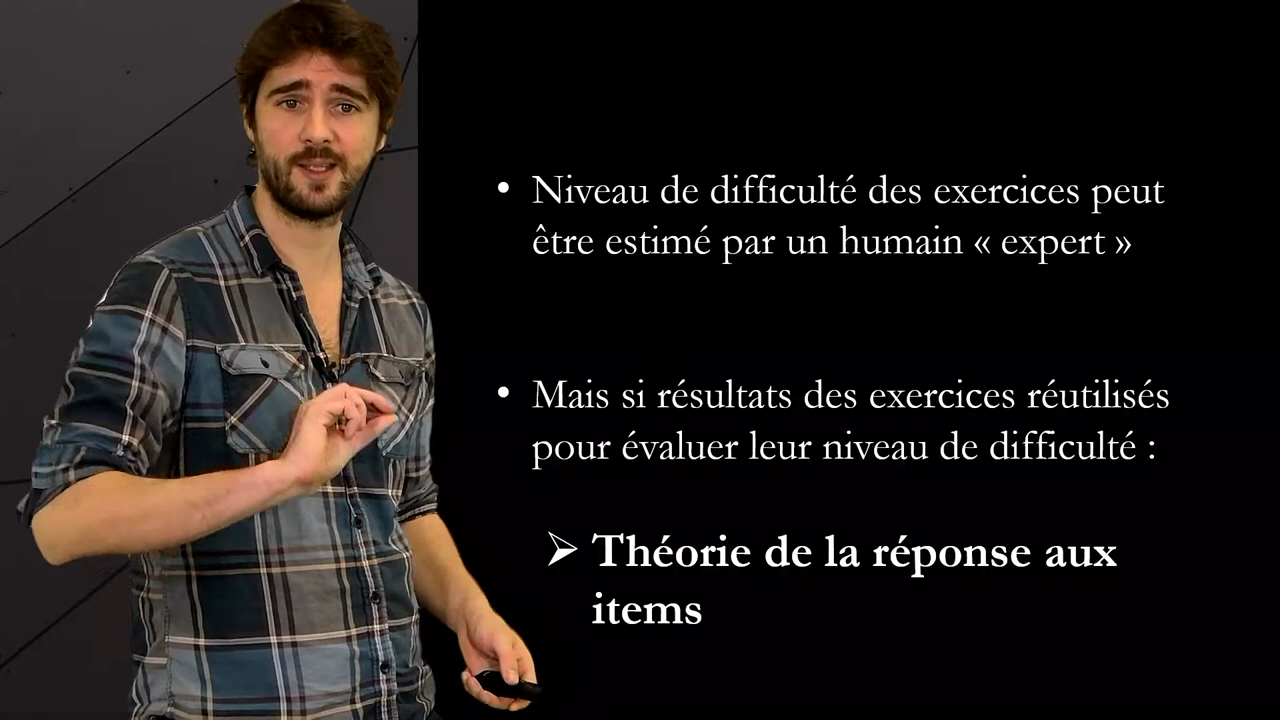 • Niveau de difficulté des exercices peut
être estimé par un humain « expert »
• Mais si résultats des exercices réutilisés
pour évaluer leur niveau de difficulté :
➢ Théorie de la réponse aux
items